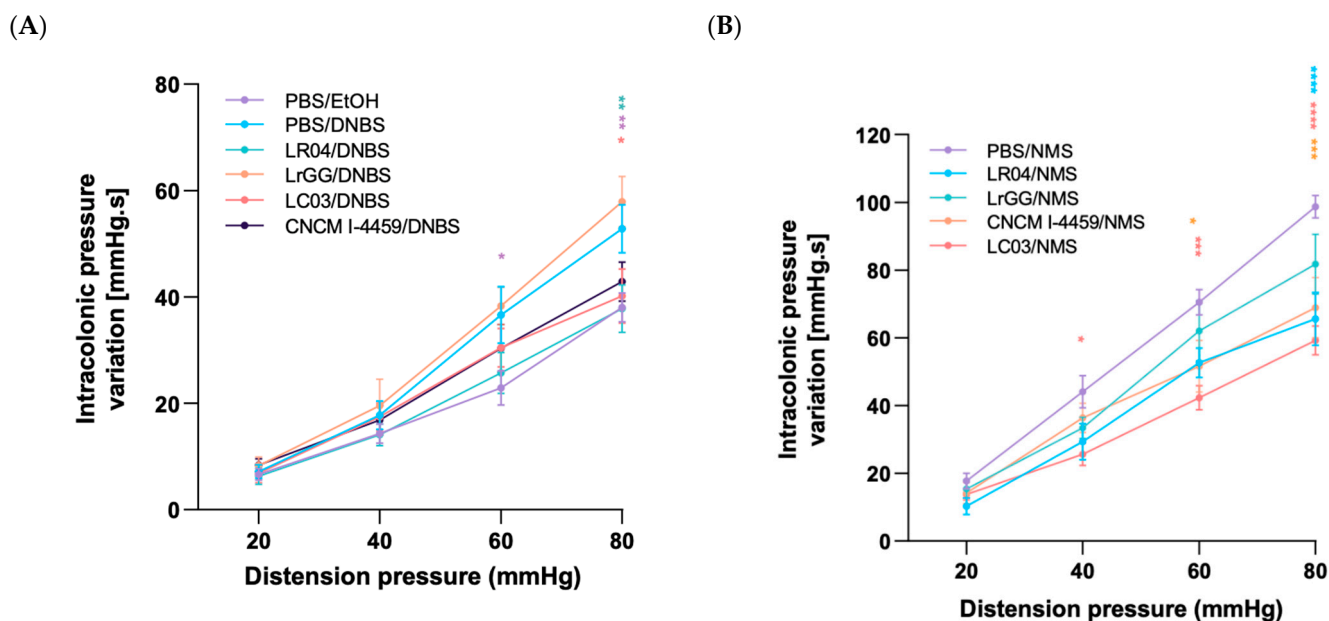 (A)
Intracolonic pressure
variation [mmHg.s]
80
60
40
20
0
PBS/EtOH
PBS/DNBS
LR04/DNBS
LrGG/DNBS
LC03/DNBS
CNCM I-4459/DNBS
*
**
**
*
20 40 60 80
Distension pressure (mmHg)
(B)
Intracolonic pressure
variation [mmHg.s]
120
100
80
60
40
20
0
PBS/NMS
LR04/NMS
LrGG/NMS
CNCM I-4459/NMS
LC03/NMS
*
*
***
****
****
***
20 40 60 80
Distension pressure (mmHg)